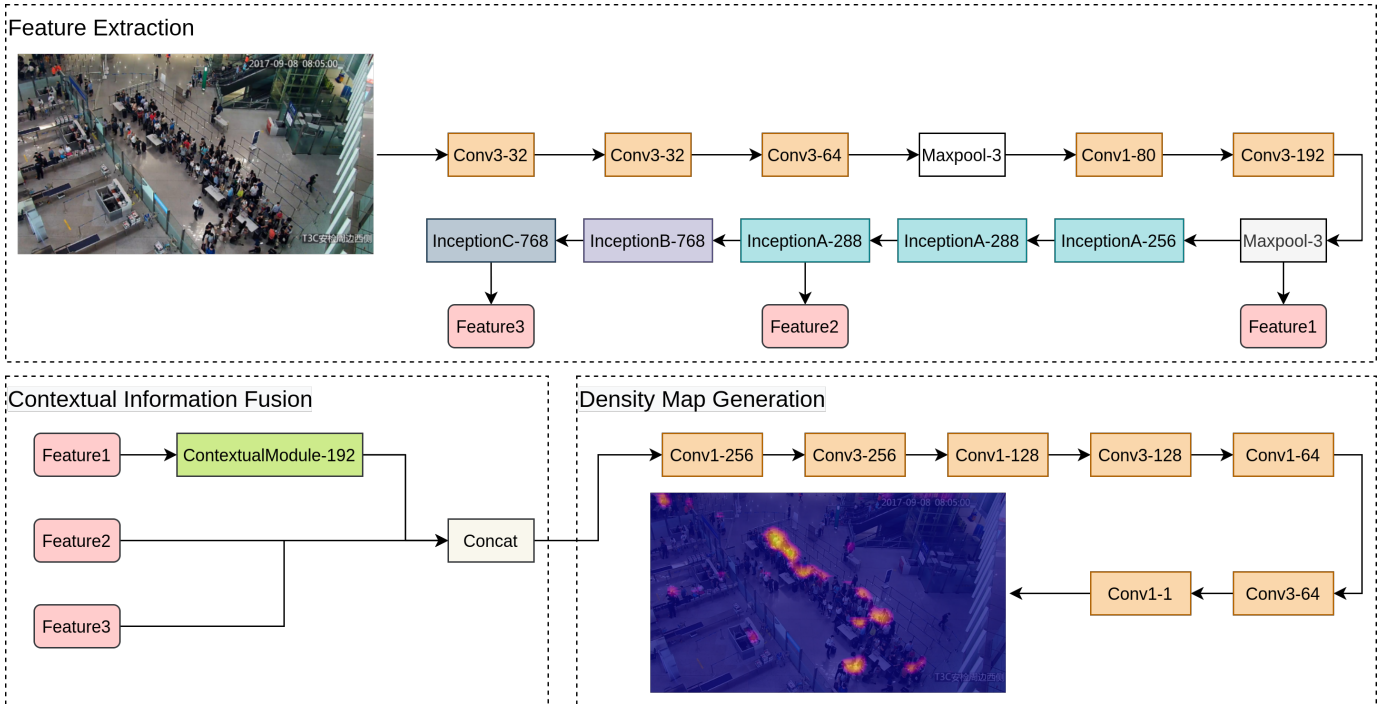 Feature Extraction
2017-09-08 08:05:00
T3C安检周边西侧
Conv3-32
Conv3-32
Conv3-64
Maxpool-3
Conv1-80
Conv3-192
InceptionC-768
InceptionB-768
InceptionA-288
InceptionA-288
InceptionA-256
Maxpool-3
Feature3
Feature2
Feature1
Contextual Information Fusion
Feature1
ContextualModule-192
Feature2
Concat
Feature3
Density Map Generation
Conv1-256
Conv3-256
Conv1-128
Conv3-128
Conv1-64
2017-09-08 08:05:00
T3C安检周边西侧
Conv1-1
Conv3-64